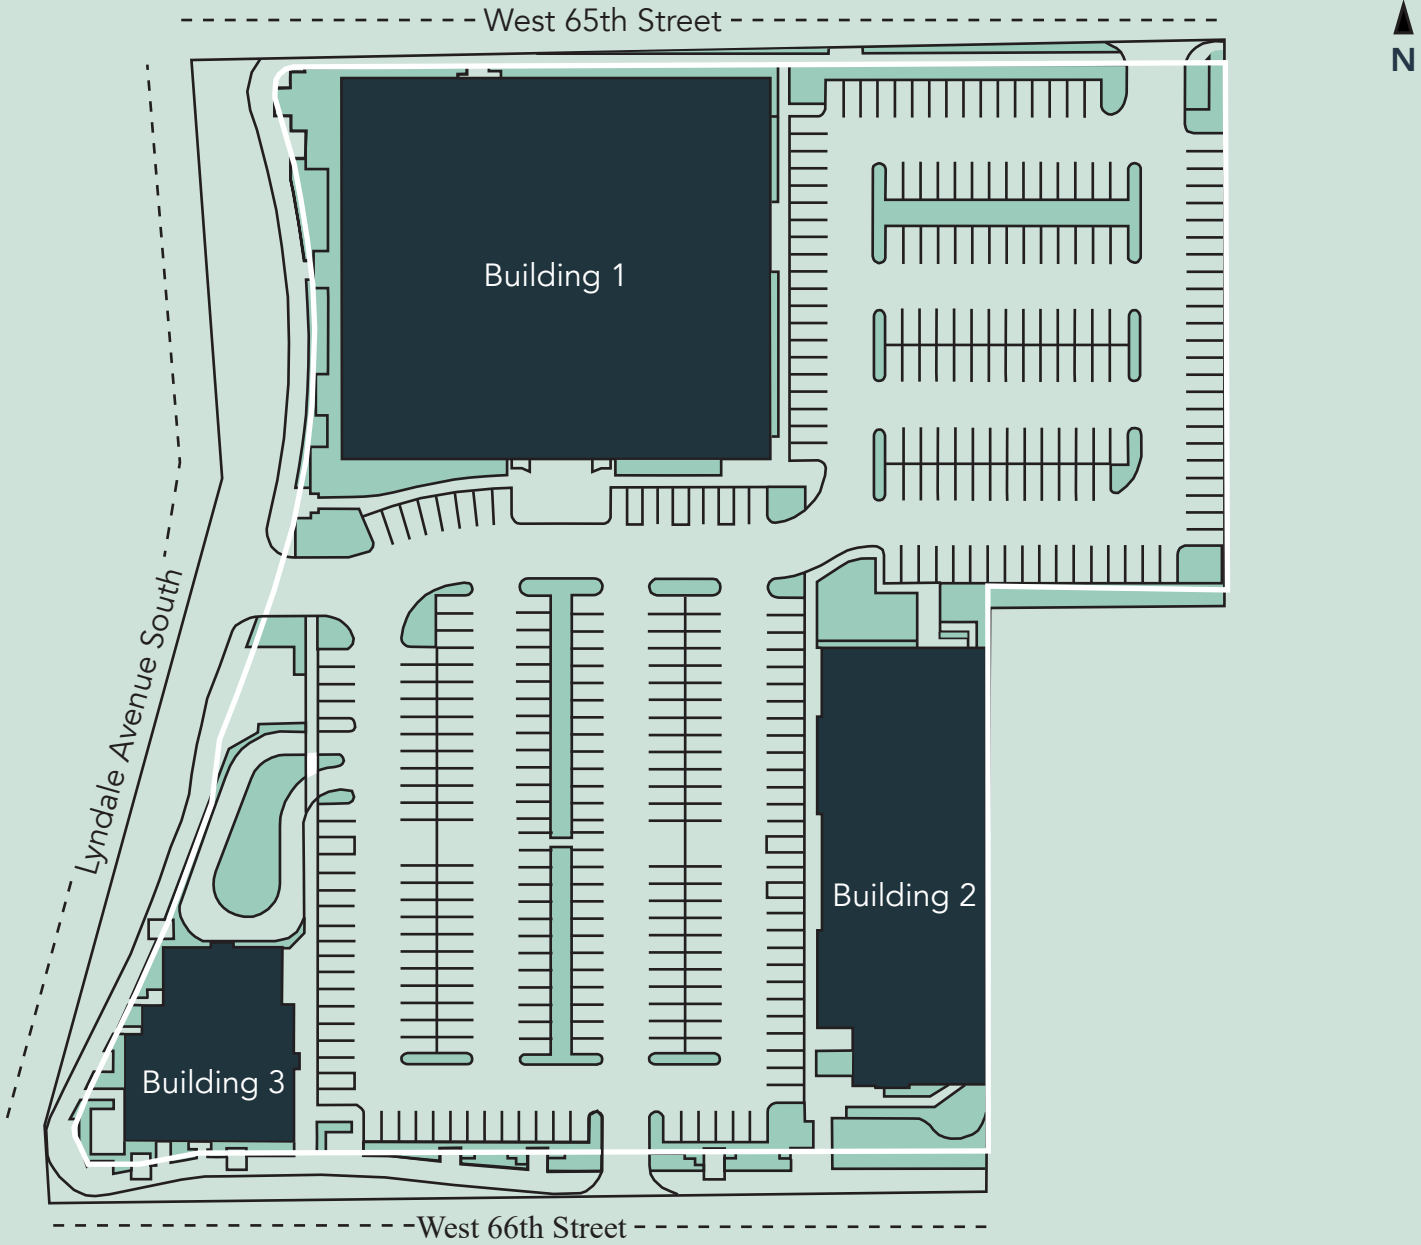 West 65th Street
N
Building 1
Lyndale Avenue South
Building 2
Building 3
West 66th Street